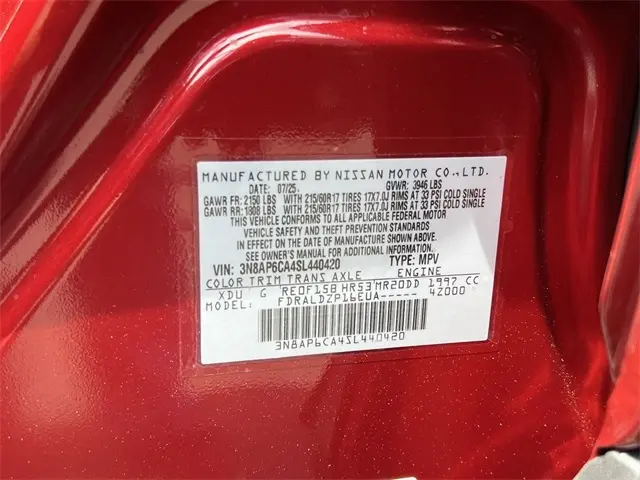 MANUFACTURED BY NISSAN MOTOR CO.,LTD.
DATE: 07/25. GVWR: 3946 LBS
GAWR FR: 2150 LBS WITH 215/60R17 TIRES 17X7.0J RIMS AT 33 PSI COLD SINGLE
GAWR RR: 1808 LBS WITH 215/60R17 TIRES 17X7.0J RIMS AT 33 PSI COLD SINGLE
THIS VEHICLE CONFORMS TO ALL APPLICABLE FEDERAL MOTOR
VEHICLE SAFETY AND THEFT PREVENTION STANDARDS
IN EFFECT ON THE DATE OF MANUFACTURE SHOWN ABOVE.
SEE OWNER'S MANUAL FOR ADDITIONAL INFORMATION
VIN: 3N8AP6CA4SL440420 TYPE: MPV
COLOR TRIM TRANS AXLE ENGINE
XDU G RE0F15B HR53 MR20DD 1997 CC
MODEL: FDRALDZP16EUA----- 42000
3N8AP6CA4SL440420